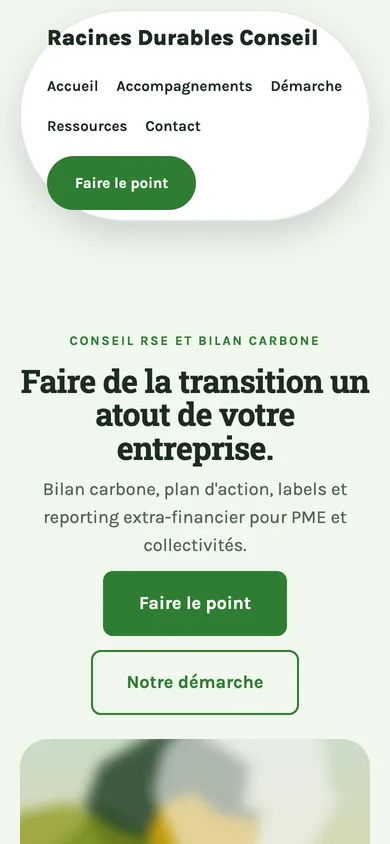 Racines Durables Conseil
Accueil Accompagnements Démarche
Ressources Contact
Faire le point
CONSEIL RSE ET BILAN CARBONE
Faire de la transition un
atout de votre
entreprise.
Bilan carbone, plan d'action, labels et
reporting extra-financier pour PME et
collectivités.
Faire le point
Notre démarche